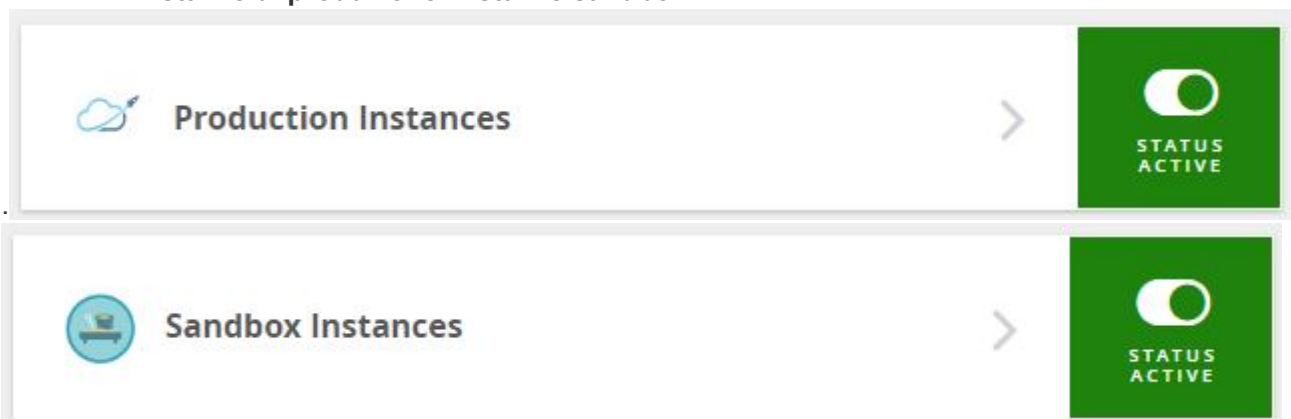 Production Instances
STATUS
ACTIVE
.
Sandbox Instances
STATUS
ACTIVE